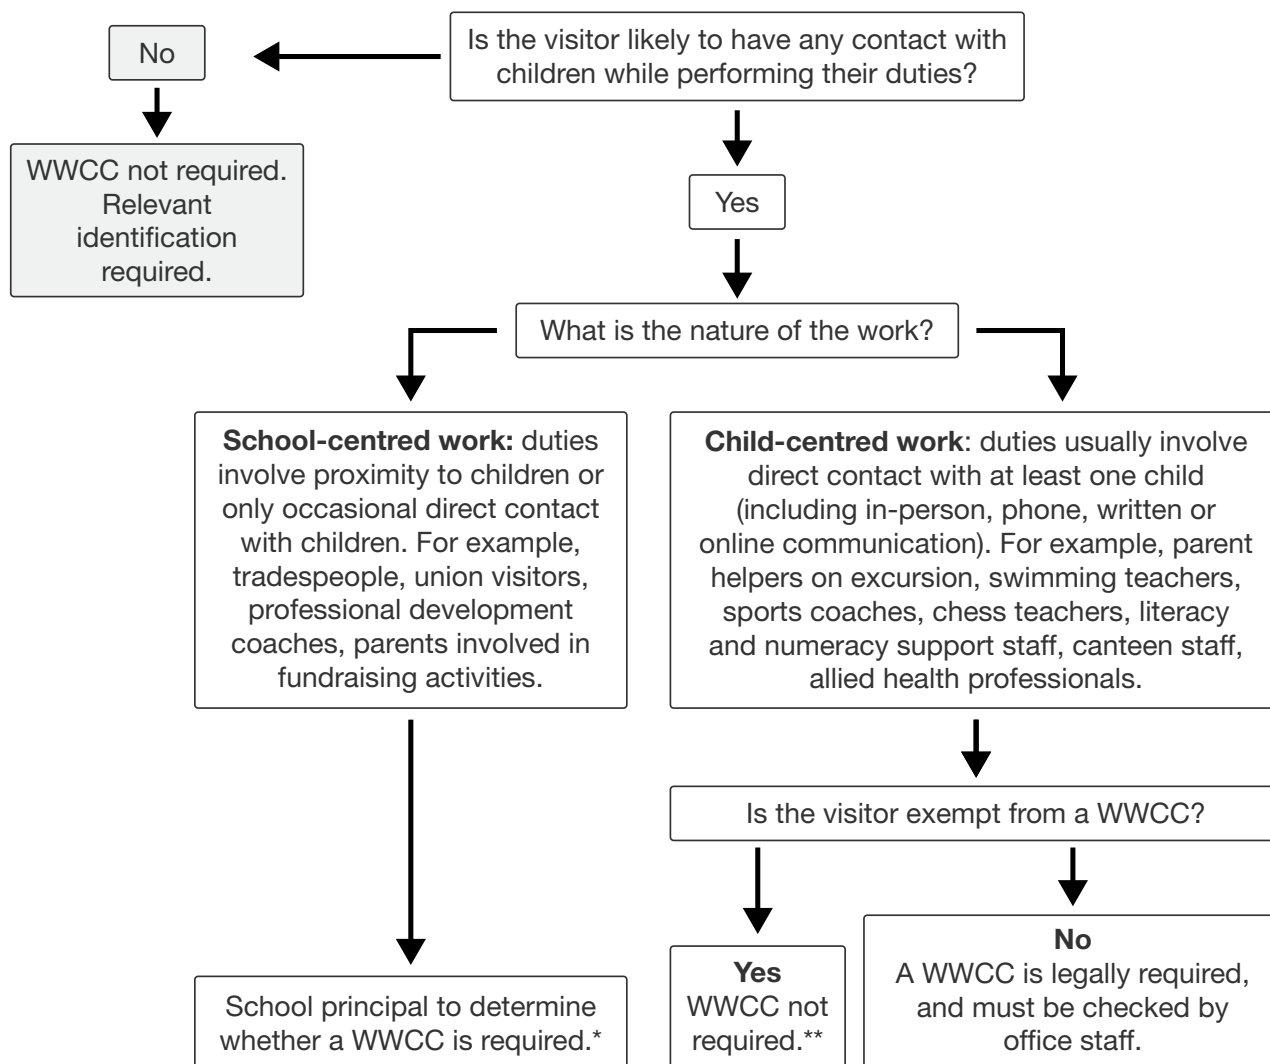 Is the visitor likely to have any contact with
children while performing their duties?
No
WWCC not required.
Relevant
identification
required.
Yes
What is the nature of the work?
School-centred work: duties
involve proximity to children or
only occasional direct contact
with children. For example,
tradespeople, union visitors,
professional development
coaches, parents involved in
fundraising activities.
Child-centred work: duties usually involve
direct contact with at least one child
(including in-person, phone, written or
online communication). For example, parent
helpers on excursion, swimming teachers,
sports coaches, chess teachers, literacy
and numeracy support staff, canteen staff,
allied health professionals.
Is the visitor exempt from a WWCC?
School principal to determine
whether a WWCC is required.*
Yes
WWCC not
required.**
No
A WWCC is legally required,
and must be checked by
office staff.